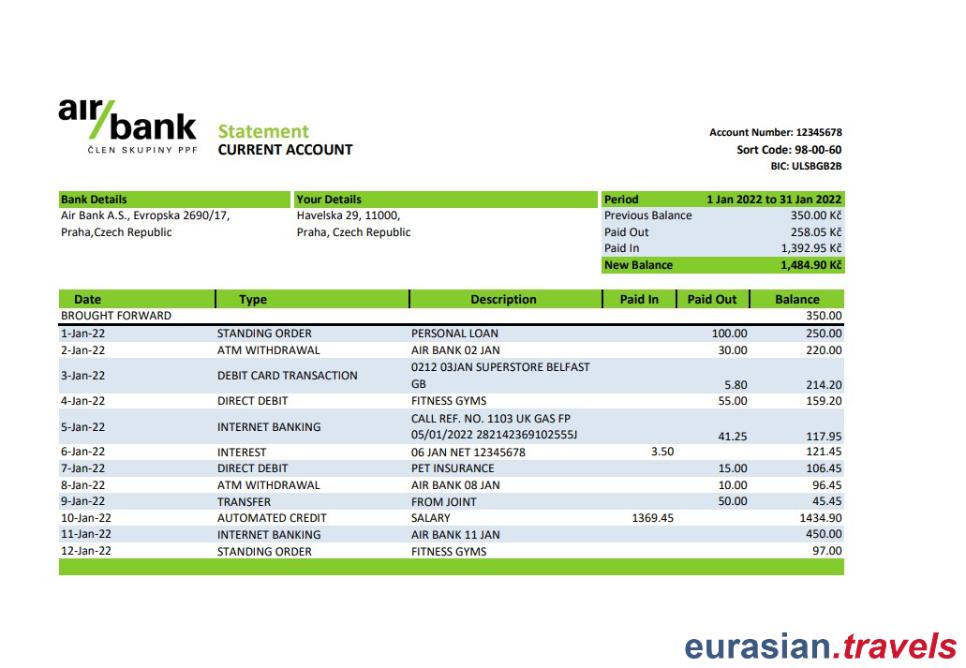 air bank
ČLEN SKUPINY PPF
Statement
CURRENT ACCOUNT
Account Number: 12345678
Sort Code: 98-00-60
BIC: ULSBGB2B
Bank Details
Air Bank A.S., Evropska 2690/17,
Praha,Czech Republic
Your Details
Havelska 29, 11000,
Praha, Czech Republic
Period 1 Jan 2022 to 31 Jan 2022
Previous Balance 350.00 Kč
Paid Out 258.05 Kč
Paid In 1,392.95 Kč
New Balance 1,484.90 Kč
Date Type Description Paid In Paid Out Balance
BROUGHT FORWARD 350.00
1-Jan-22 STANDING ORDER PERSONAL LOAN 100.00 250.00
2-Jan-22 ATM WITHDRAWAL AIR BANK 02 JAN 30.00 220.00
3-Jan-22 DEBIT CARD TRANSACTION 0212 03JAN SUPERSTORE BELFAST
GB 5.80 214.20
4-Jan-22 DIRECT DEBIT FITNESS GYMS 55.00 159.20
5-Jan-22 INTERNET BANKING CALL REF. NO. 1103 UK GAS FP
05/01/2022 282142369102555J 41.25 117.95
6-Jan-22 INTEREST 06 JAN NET 12345678 3.50 121.45
7-Jan-22 DIRECT DEBIT PET INSURANCE 15.00 106.45
8-Jan-22 ATM WITHDRAWAL AIR BANK 08 JAN 10.00 96.45
9-Jan-22 TRANSFER FROM JOINT 50.00 45.45
10-Jan-22 AUTOMATED CREDIT SALARY 1369.45 1434.90
11-Jan-22 INTERNET BANKING AIR BANK 11 JAN 450.00
12-Jan-22 STANDING ORDER FITNESS GYMS 97.00
eurasian.travels